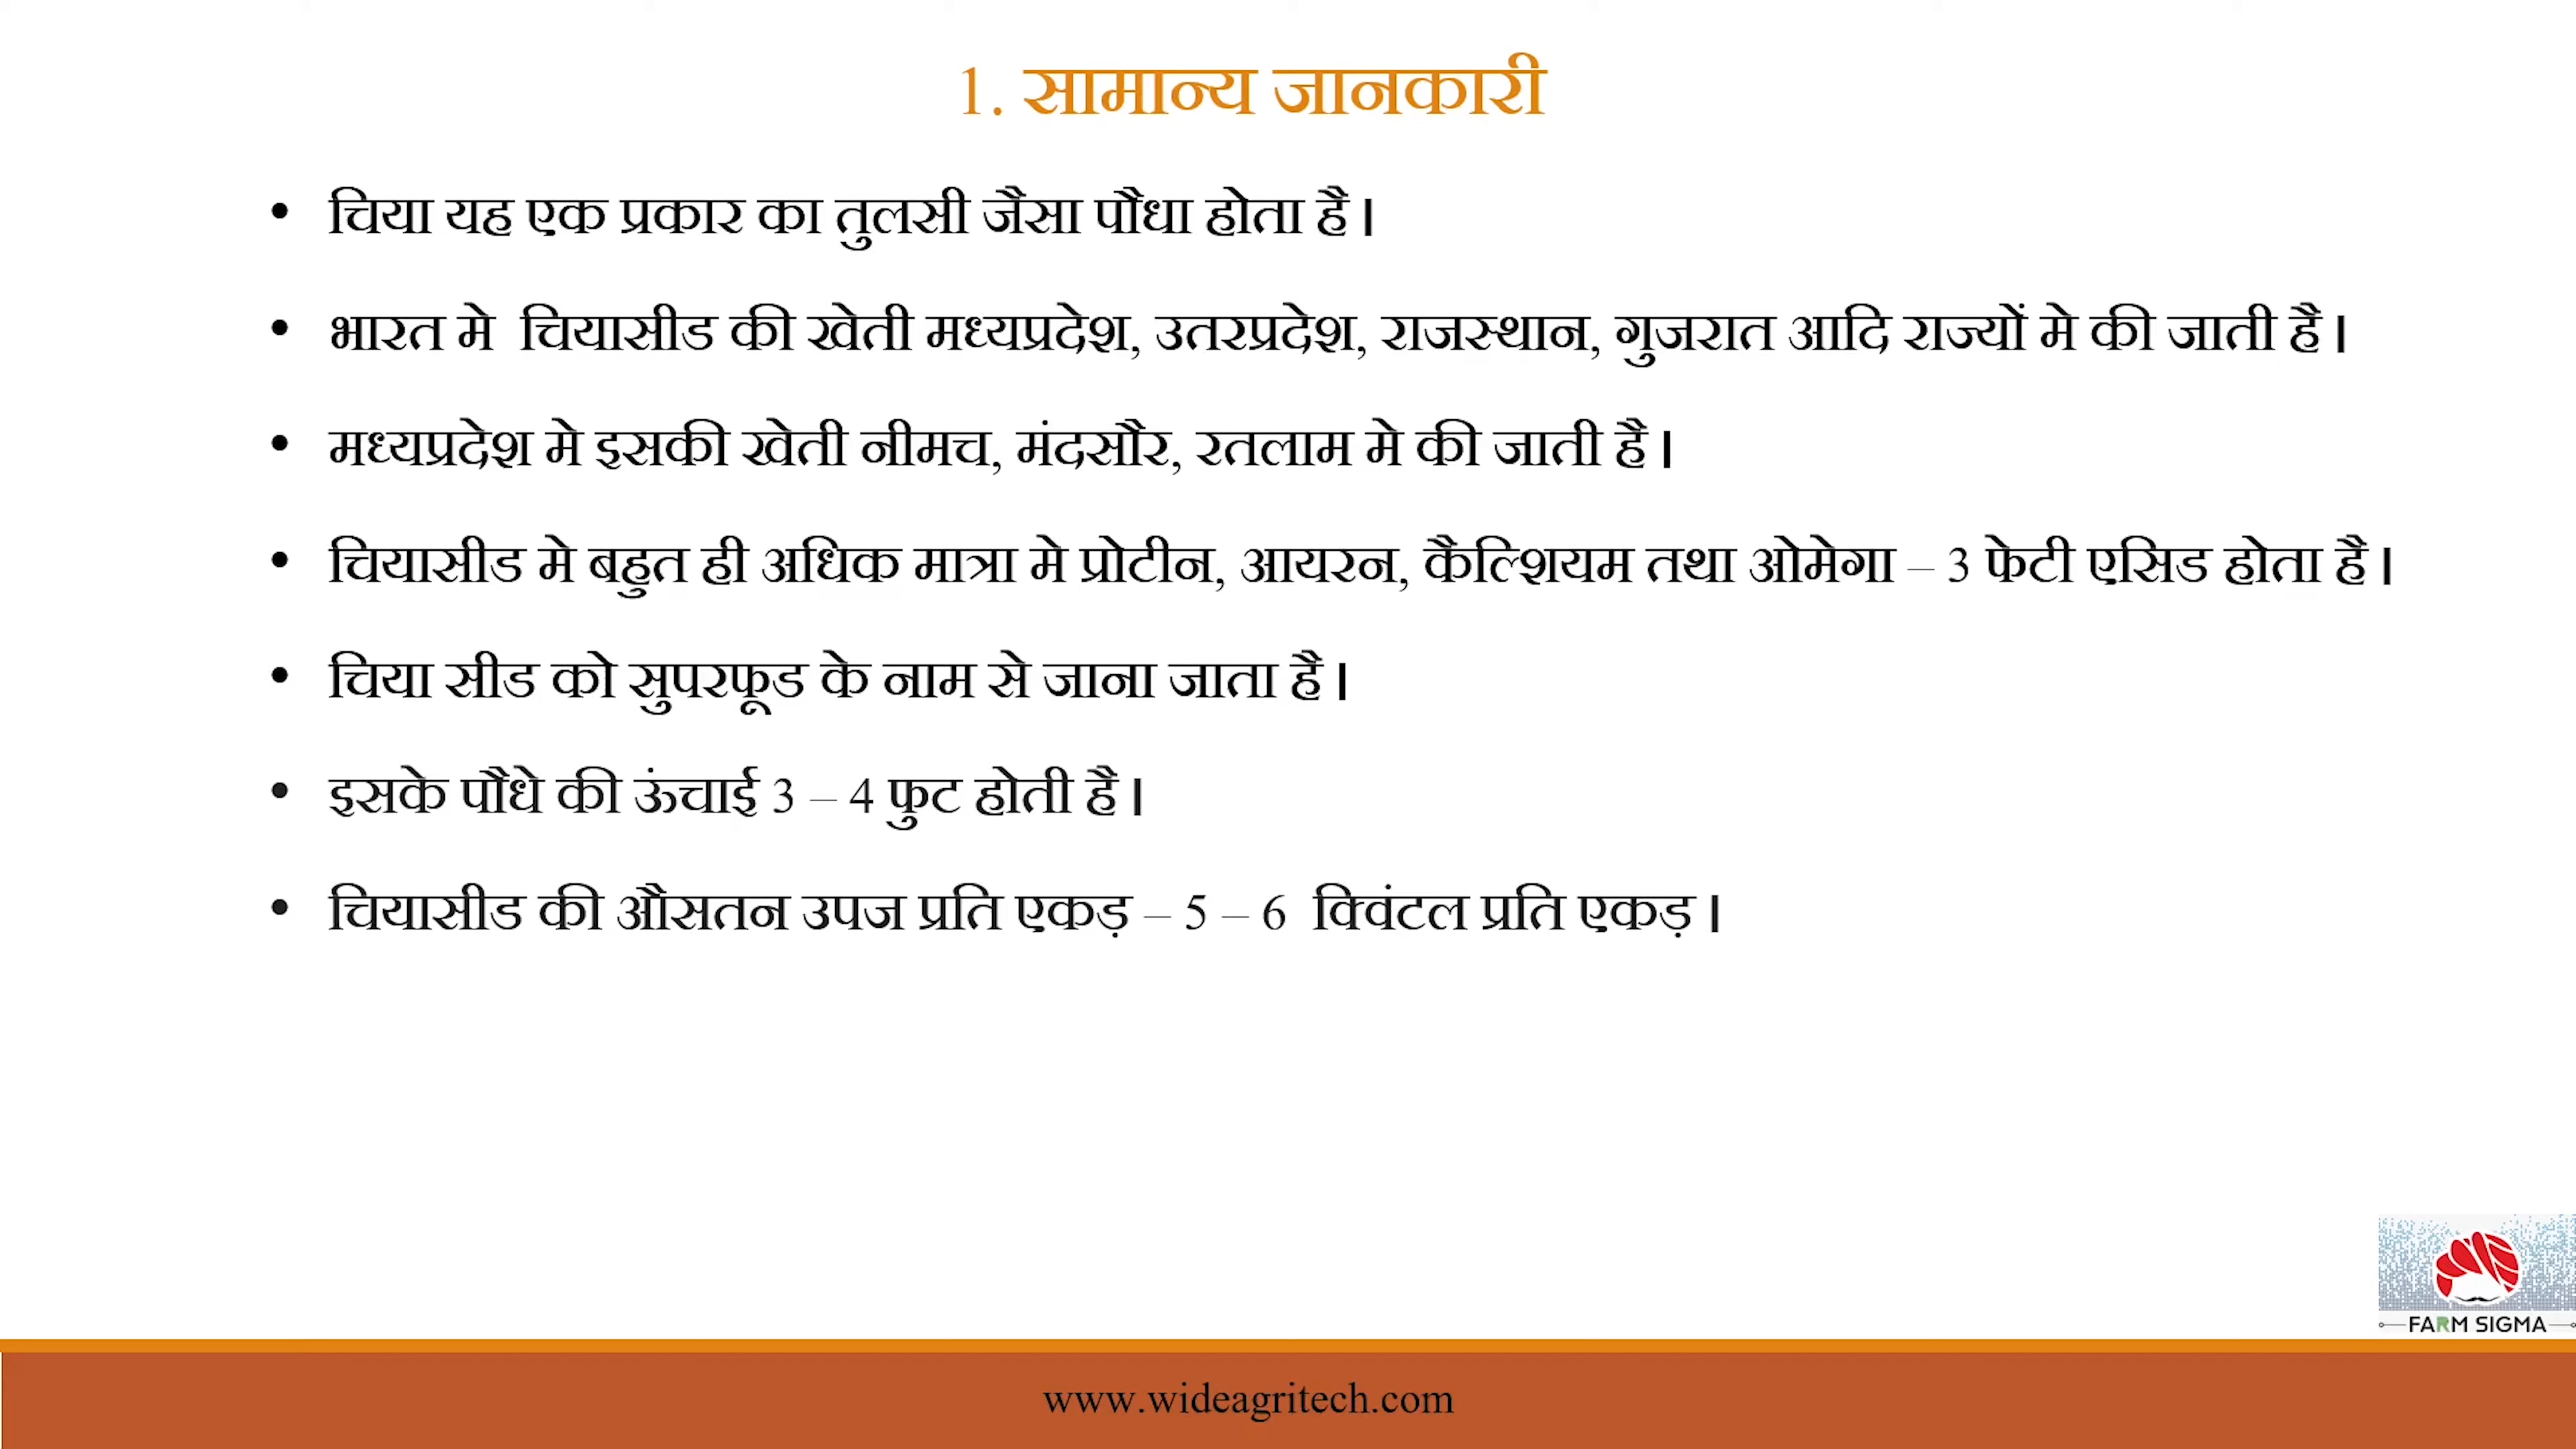 1. सामान्य जानकारी
• चिया यह एक प्रकार का तुलसी जैसा पौधा होता है।
• भारत मे चियासीड की खेती मध्यप्रदेश, उतरप्रदेश, राजस्थान, गुजरात आदि राज्यों मे की जाती है।
• मध्यप्रदेश मे इसकी खेती नीमच, मंदसौर, रतलाम मे की जाती है।
• चियासीड मे बहुत ही अधिक मात्रा मे प्रोटीन, आयरन, कैल्शियम तथा ओमेगा – 3 फेटी एसिड होता है।
• चिया सीड को सुपरफूड के नाम से जाना जाता है।
• इसके पौधे की ऊंचाई 3 – 4 फुट होती है।
• चियासीड की औसतन उपज प्रति एकड़ – 5 – 6 क्विंटल प्रति एकड़।
FARM SIGMA
www.wideagritech.com